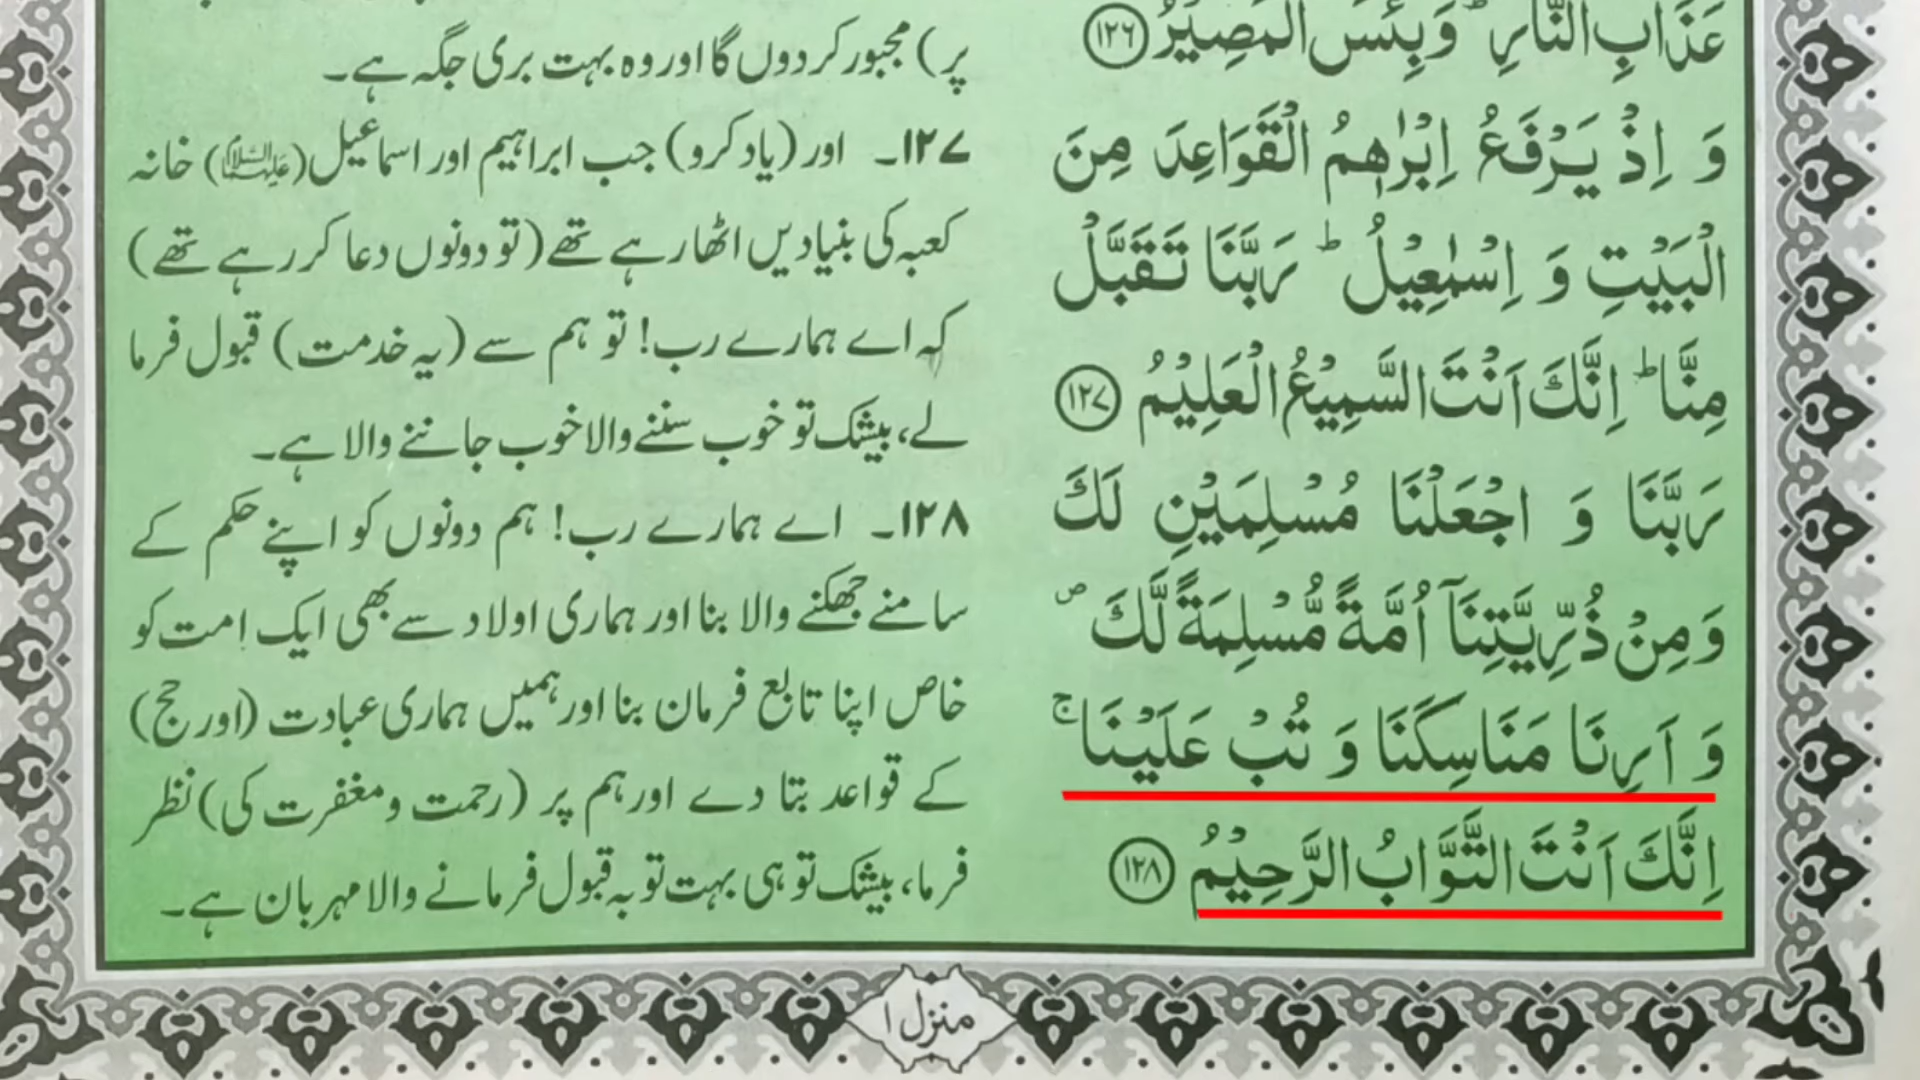 عَذَابِ النَّارِ ؕ وَ بِئْسَ الْمَصِيْرُ ﴿۱۲۶﴾
وَ اِذْ يَرْفَعُ اِبْرٰهٖمُ الْقَوَاعِدَ مِنَ
الْبَيْتِ وَ اِسْمٰعِيْلُ ؕ رَبَّنَا تَقَبَّلْ
مِنَّا ؕ اِنَّكَ اَنْتَ السَّمِيْعُ الْعَلِيْمُ ﴿۱۲۷﴾
رَبَّنَا وَ اجْعَلْنَا مُسْلِمَيْنِ لَكَ
وَ مِنْ ذُرِّيَّتِنَاۤ اُمَّةً مُّسْلِمَةً لَّكَ ۪
وَ اَرِنَا مَنَاسِكَنَا وَ تُبْ عَلَيْنَا ۚ
اِنَّكَ اَنْتَ التَّوَّابُ الرَّحِيْمُ ﴿۱۲۸﴾
پر) مجبور کر دوں گا اور وہ بہت بری جگہ ہے۔
۱۲۷۔ اور (یاد کرو) جب ابراہیم اور اسماعیل (علیہما السلام) خانہ
کعبہ کی بنیادیں اٹھا رہے تھے (تو دونوں دعا کر رہے تھے)
کہ اے ہمارے رب! تو ہم سے (یہ خدمت) قبول فرما
لے، بیشک تو خوب سننے والا خوب جاننے والا ہے۔
۱۲۸۔ اے ہمارے رب! ہم دونوں کو اپنے حکم کے
سامنے جھکنے والا بنا اور ہماری اولاد سے بھی ایک امت کو
خاص اپنا تابع فرمان بنا اور ہمیں ہماری عبادت (اور حج)
کے قواعد بتا دے اور ہم پر (رحمت و مغفرت کی) نظر
فرما، بیشک تو ہی بہت توبہ قبول فرمانے والا مہربان ہے۔
منزل ۱